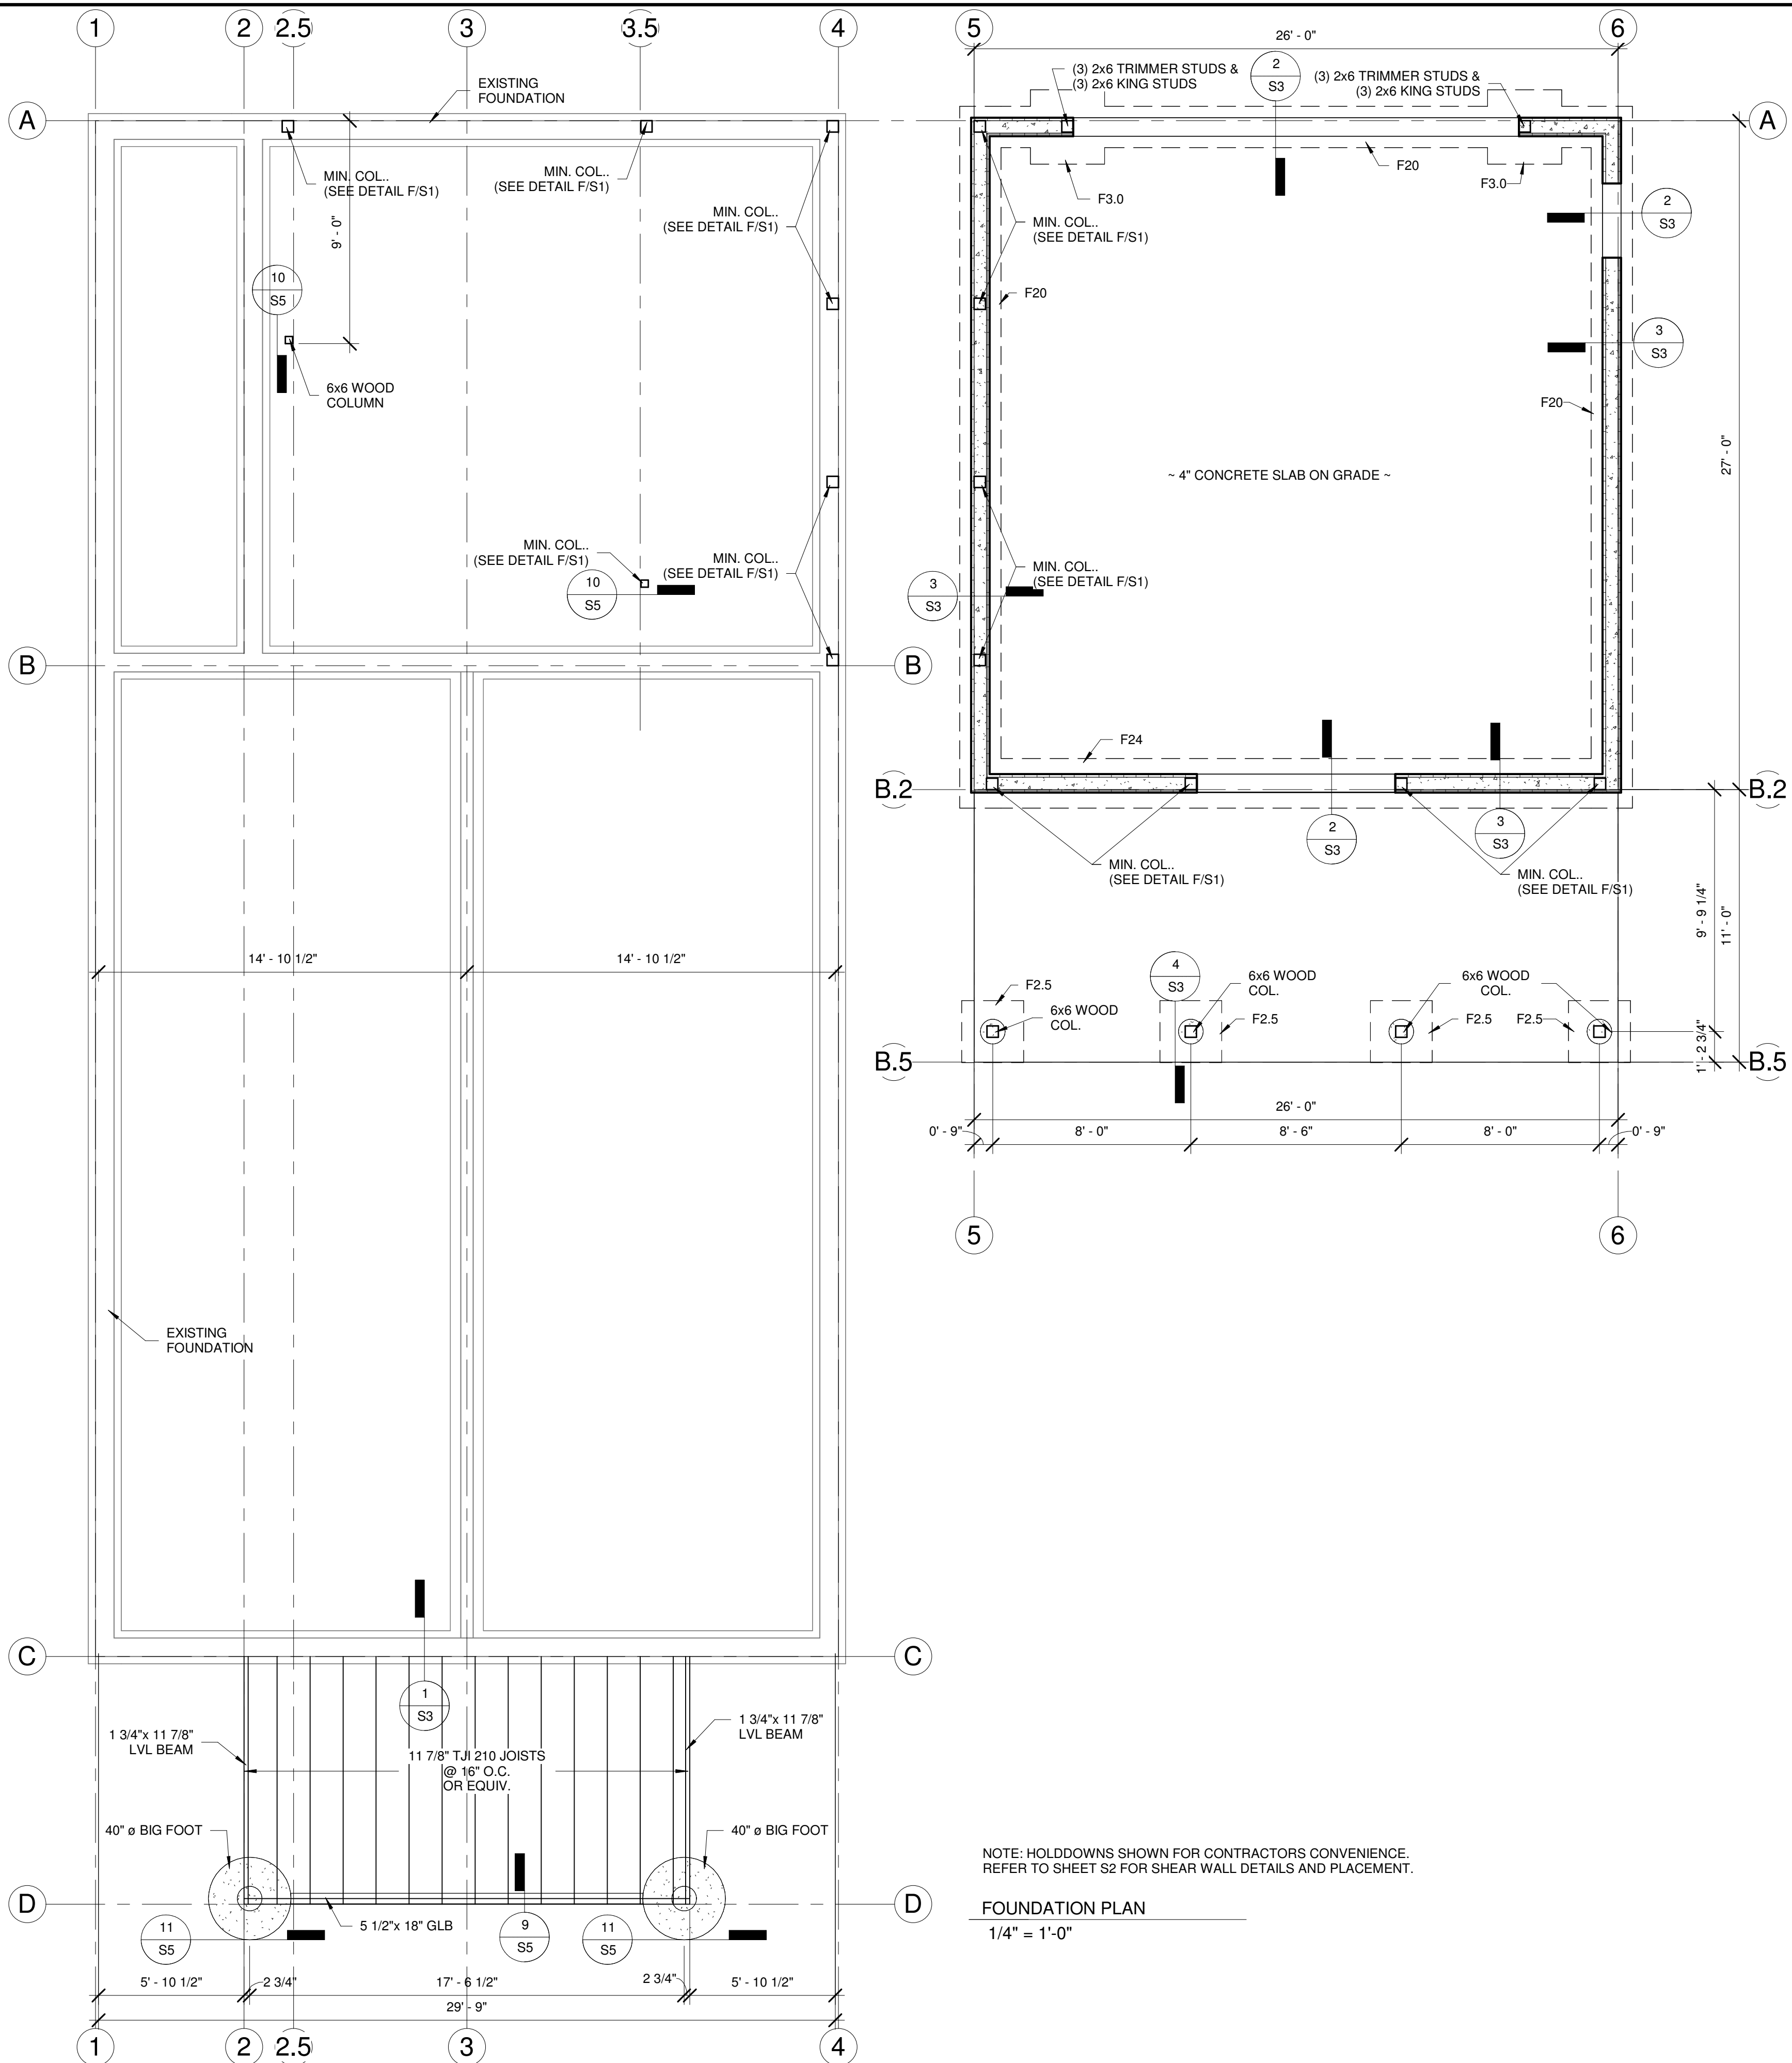 1
2
2.5
3
3.5
4
5
6
26' - 0"
EXISTING
FOUNDATION
(3) 2x6 TRIMMER STUDS &
(3) 2x6 KING STUDS
2
S3
(3) 2x6 TRIMMER STUDS &
(3) 2x6 KING STUDS
A
A
MIN. COL..
(SEE DETAIL F/S1)
MIN. COL..
(SEE DETAIL F/S1)
9' - 0"
MIN. COL..
(SEE DETAIL F/S1)
F3.0
F20
F3.0
MIN. COL..
(SEE DETAIL F/S1)
2
S3
10
S5
F20
3
S3
6x6 WOOD
COLUMN
F20
~ 4" CONCRETE SLAB ON GRADE ~
27' - 0"
MIN. COL..
(SEE DETAIL F/S1)
10
S5
MIN. COL..
(SEE DETAIL F/S1)
MIN. COL..
(SEE DETAIL F/S1)
3
S3
B
B
F24
B.2
B.2
2
S3
3
S3
MIN. COL..
(SEE DETAIL F/S1)
MIN. COL..
(SEE DETAIL F/S1)
9' - 9 1/4"
11' - 0"
14' - 10 1/2"
14' - 10 1/2"
4
S3
F2.5
6x6 WOOD
COL.
6x6 WOOD
COL.
F2.5
6x6 WOOD
COL.
F2.5
F2.5
1' - 2 3/4"
B.5
B.5
26' - 0"
0' - 9"
8' - 0"
8' - 6"
8' - 0"
0' - 9"
5
6
EXISTING
FOUNDATION
C
C
1
S3
1 3/4"x 11 7/8"
LVL BEAM
1 3/4"x 11 7/8"
LVL BEAM
11 7/8" TJI 210 JOISTS
@ 16" O.C.
OR EQUIV.
40" ø BIG FOOT
40" ø BIG FOOT
D
D
5 1/2"x 18" GLB
11
S5
9
S5
11
S5
5' - 10 1/2"
2 3/4"
17' - 6 1/2"
2 3/4"
5' - 10 1/2"
29' - 9"
1
2
2.5
3
4
NOTE: HOLDDOWNS SHOWN FOR CONTRACTORS CONVENIENCE.
REFER TO SHEET S2 FOR SHEAR WALL DETAILS AND PLACEMENT.
FOUNDATION PLAN
1/4" = 1'-0"